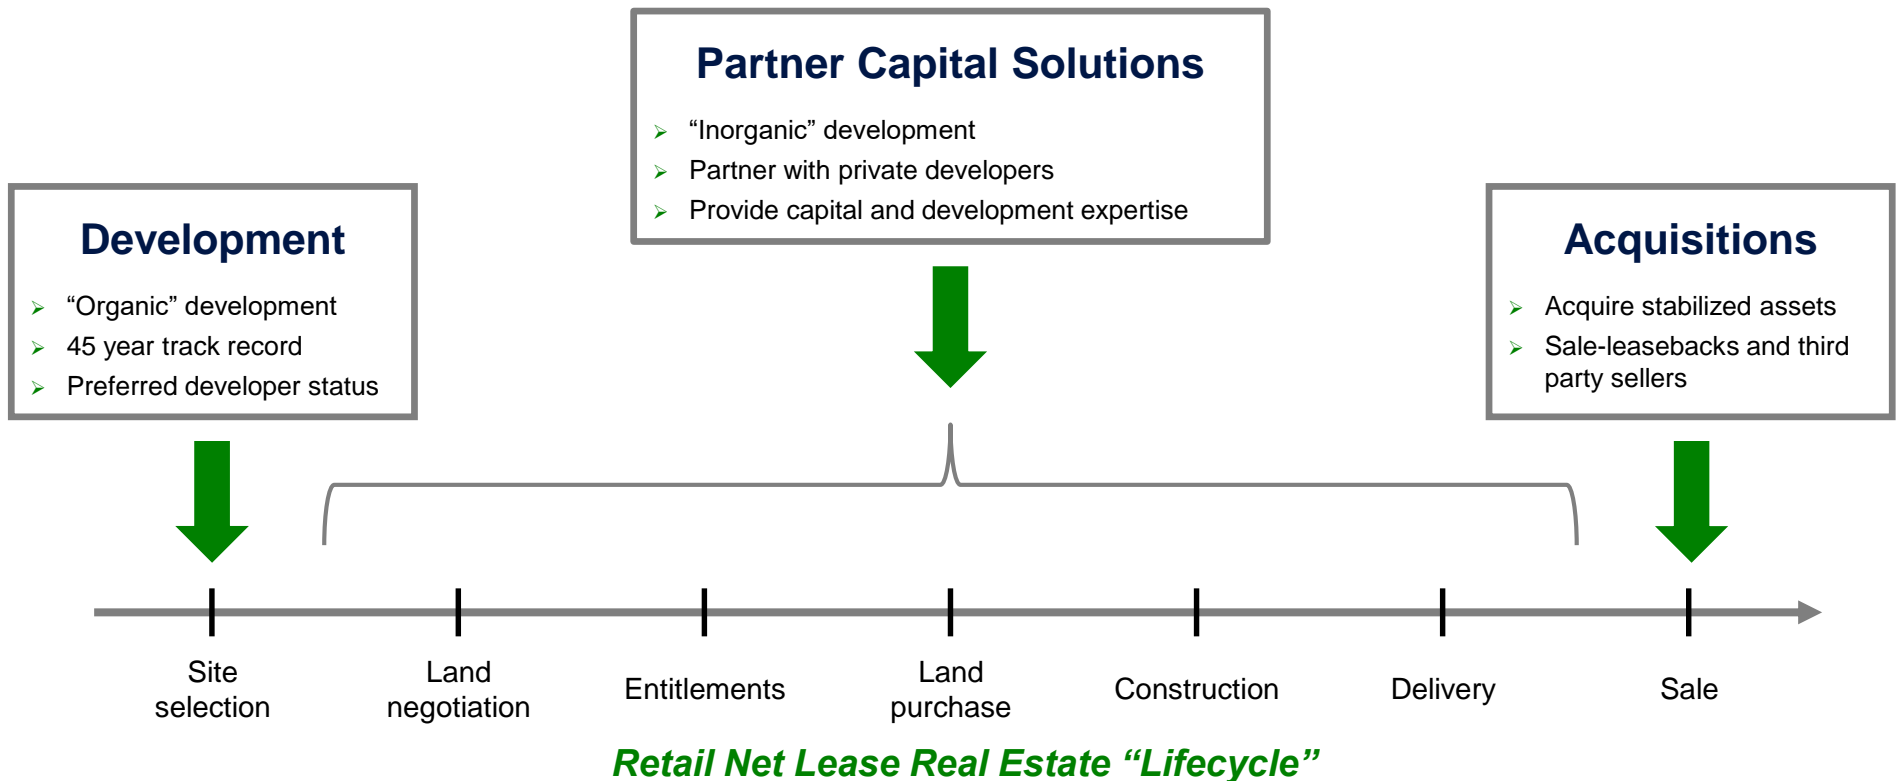 Partner Capital Solutions
➢ “Inorganic” development
➢ Partner with private developers
➢ Provide capital and development expertise
Development
➢ “Organic” development
➢ 45 year track record
➢ Preferred developer status
Acquisitions
➢ Acquire stabilized assets
➢ Sale-leasebacks and third
party sellers
Site
selection
Land
negotiation
Entitlements
Land
purchase
Construction
Delivery
Sale
Retail Net Lease Real Estate “Lifecycle”